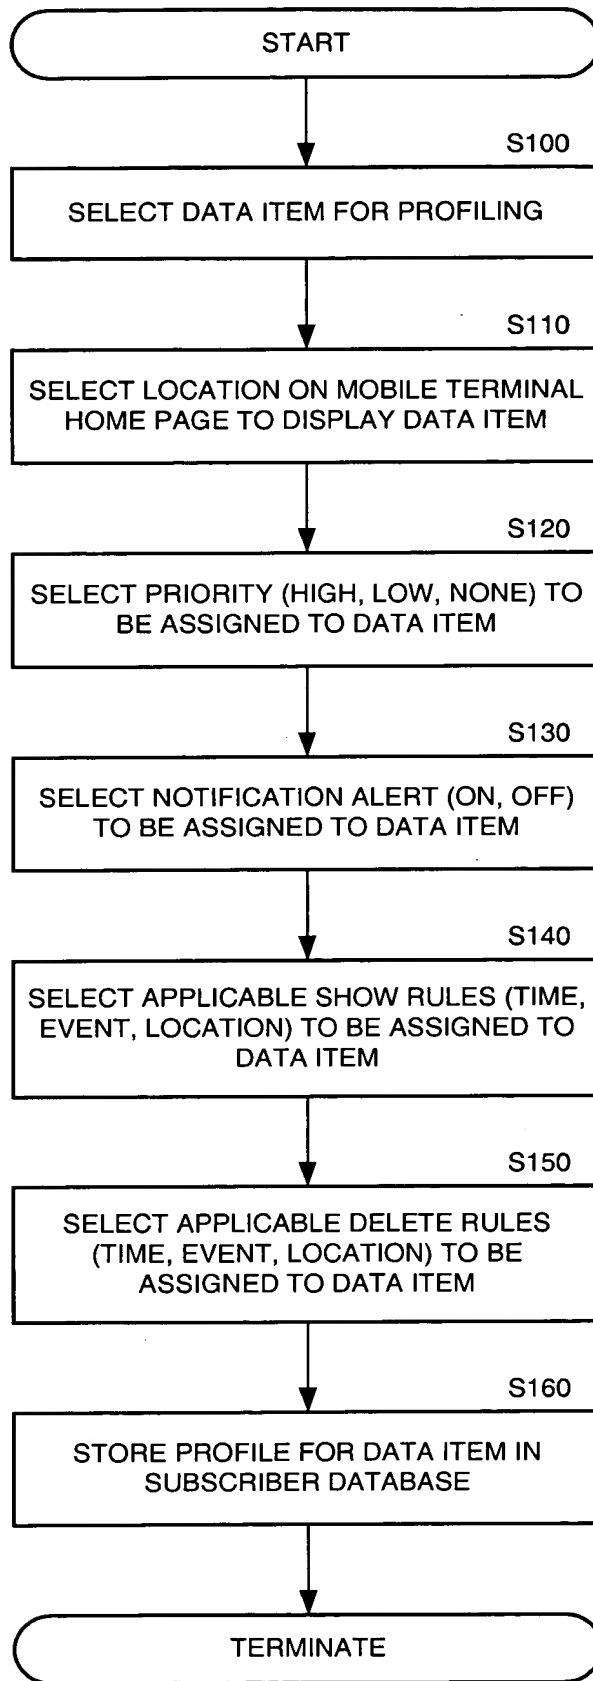 START
S100
SELECT DATA ITEM FOR PROFILING
S110
SELECT LOCATION ON MOBILE TERMINAL
HOME PAGE TO DISPLAY DATA ITEM
S120
SELECT PRIORITY (HIGH, LOW, NONE) TO
BE ASSIGNED TO DATA ITEM
S130
SELECT NOTIFICATION ALERT (ON, OFF)
TO BE ASSIGNED TO DATA ITEM
S140
SELECT APPLICABLE SHOW RULES (TIME,
EVENT, LOCATION) TO BE ASSIGNED TO
DATA ITEM
S150
SELECT APPLICABLE DELETE RULES
(TIME, EVENT, LOCATION) TO BE
ASSIGNED TO DATA ITEM
S160
STORE PROFILE FOR DATA ITEM IN
SUBSCRIBER DATABASE
TERMINATE